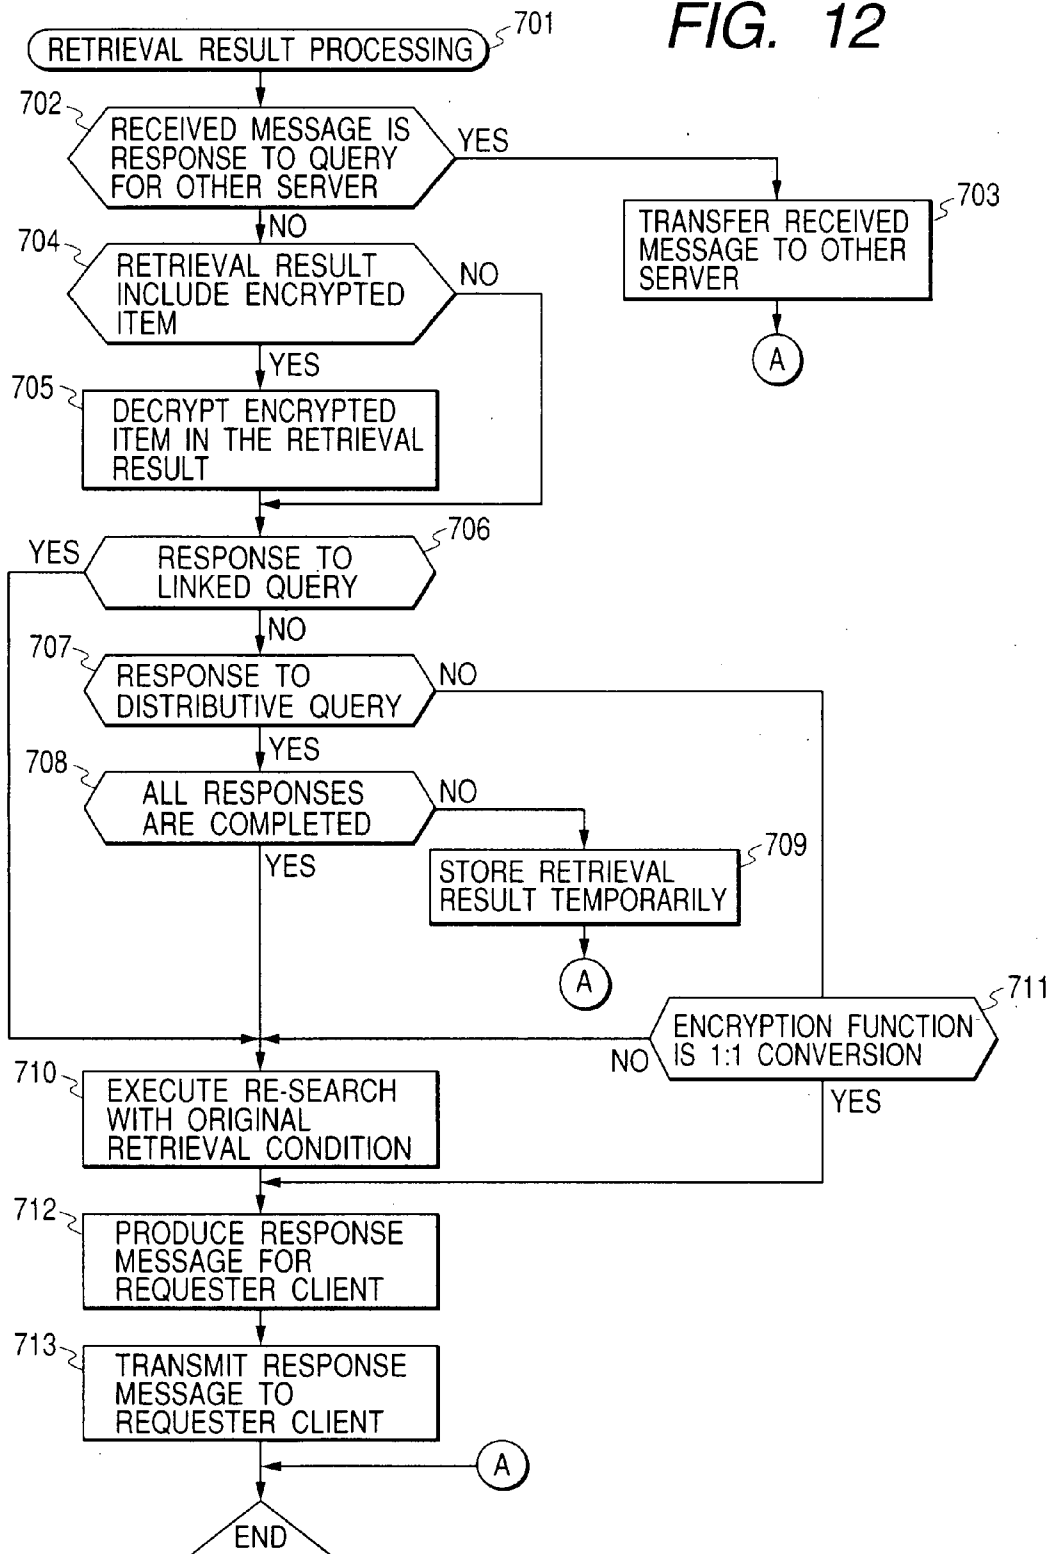 FIG. 12
701
RETRIEVAL RESULT PROCESSING
702
RECEIVED MESSAGE IS
RESPONSE TO QUERY
FOR OTHER SERVER
YES
NO
703
TRANSFER RECEIVED
MESSAGE TO OTHER
SERVER
A
704
RETRIEVAL RESULT
INCLUDE ENCRYPTED
ITEM
NO
YES
705
DECRYPT ENCRYPTED
ITEM IN THE RETRIEVAL
RESULT
706
YES
RESPONSE TO
LINKED QUERY
NO
707
RESPONSE TO
DISTRIBUTIVE QUERY
NO
YES
708
ALL RESPONSES
ARE COMPLETED
NO
YES
709
STORE RETRIEVAL
RESULT TEMPORARILY
A
711
ENCRYPTION FUNCTION
IS 1:1 CONVERSION
NO
YES
710
EXECUTE RE-SEARCH
WITH ORIGINAL
RETRIEVAL CONDITION
712
PRODUCE RESPONSE
MESSAGE FOR
REQUESTER CLIENT
713
TRANSMIT RESPONSE
MESSAGE TO
REQUESTER CLIENT
A
END